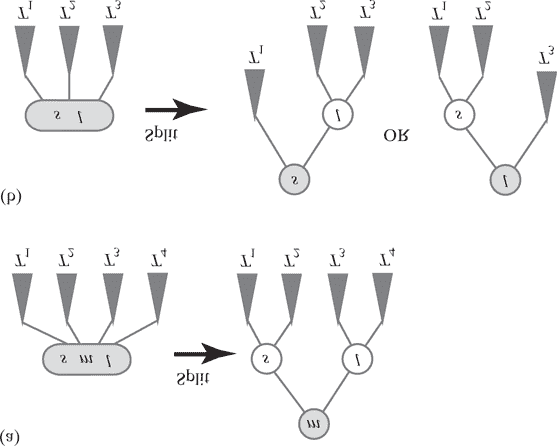 T1 T2 T3 T2 T3 T1 T2
T1 T3
s l l s
Split OR
s l
(b)
T1 T2 T3 T4 T1 T2 T3 T4
s m l s l
Split
m
(a)